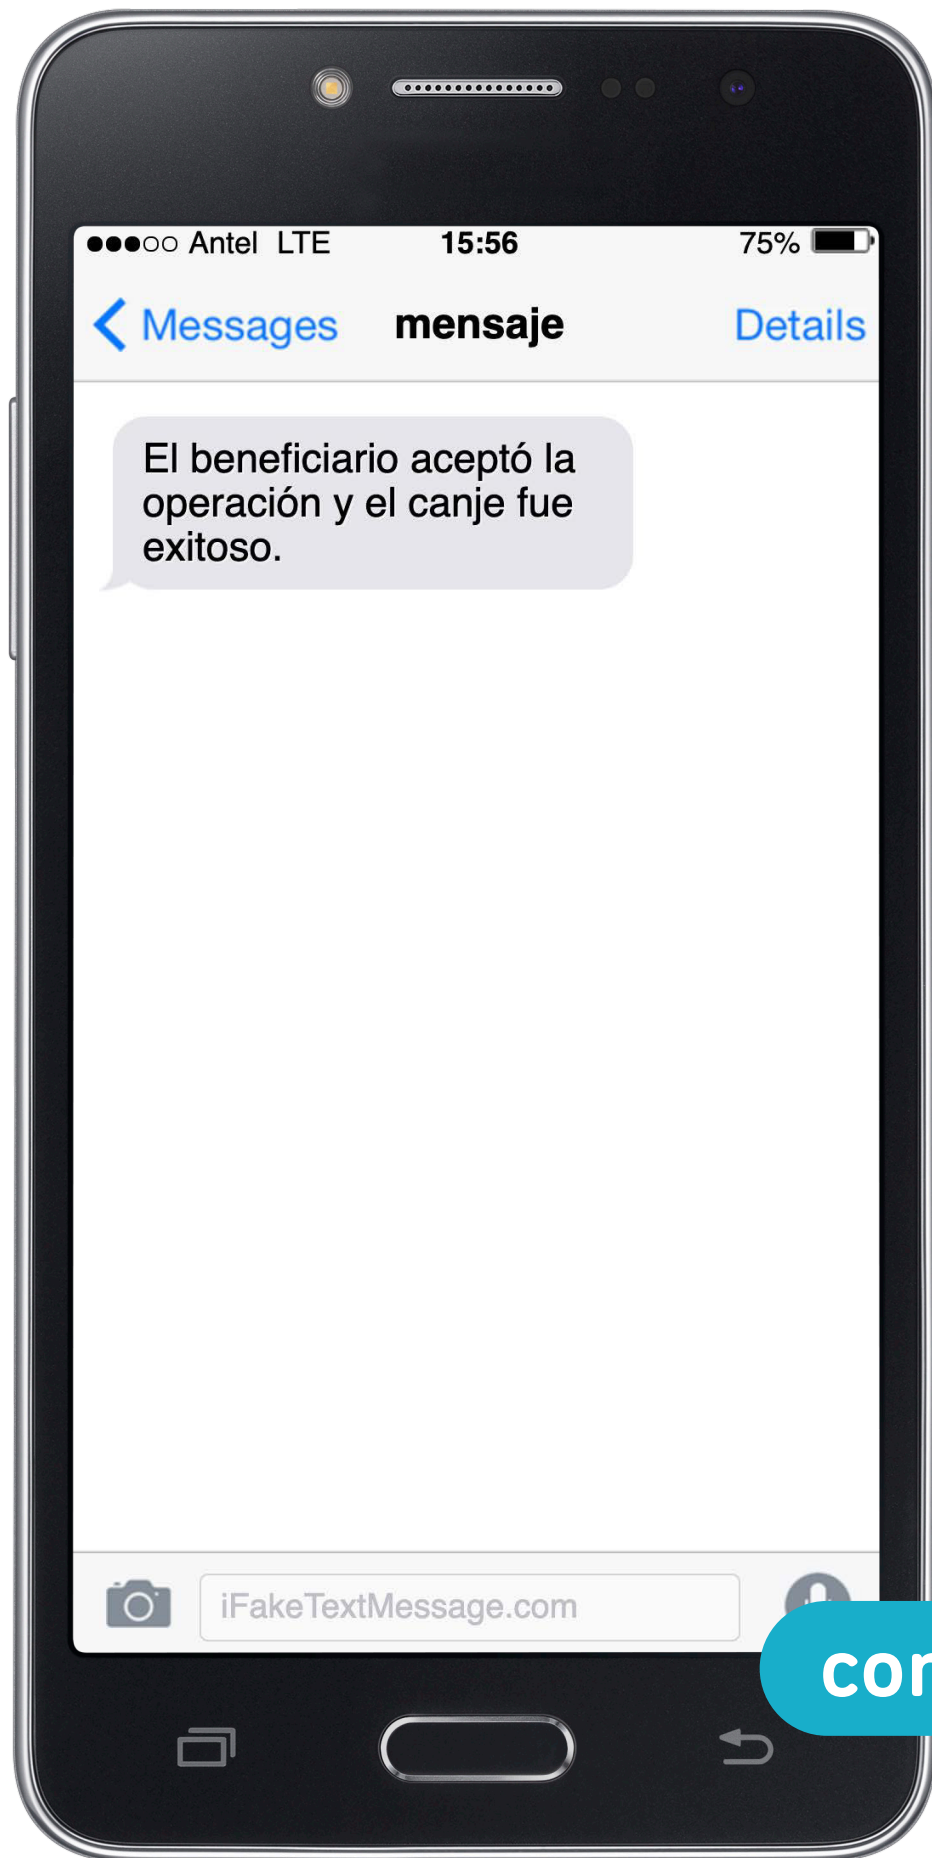 Antel LTE 15:56 75%
Messages mensaje Details
El beneficiario aceptó la
operación y el canje fue
exitoso.
iFakeTextMessage.com